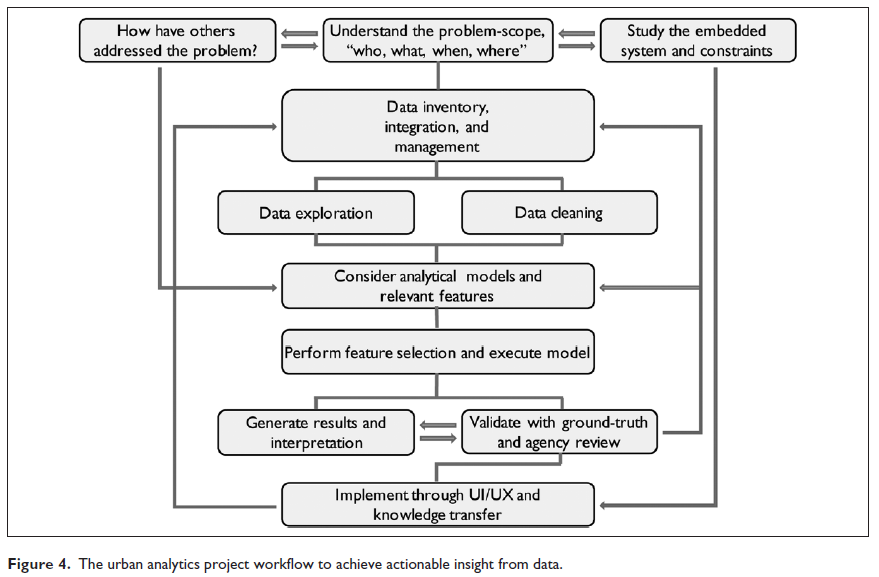 How have others
addressed the problem?
Understand the problem-scope,
“who, what, when, where”
Study the embedded
system and constraints
Data inventory,
integration, and
management
Data exploration
Data cleaning
Consider analytical models and
relevant features
Perform feature selection and execute model
Generate results and
interpretation
Validate with ground-truth
and agency review
Implement through UI/UX and
knowledge transfer
Figure 4. The urban analytics project workflow to achieve actionable insight from data.